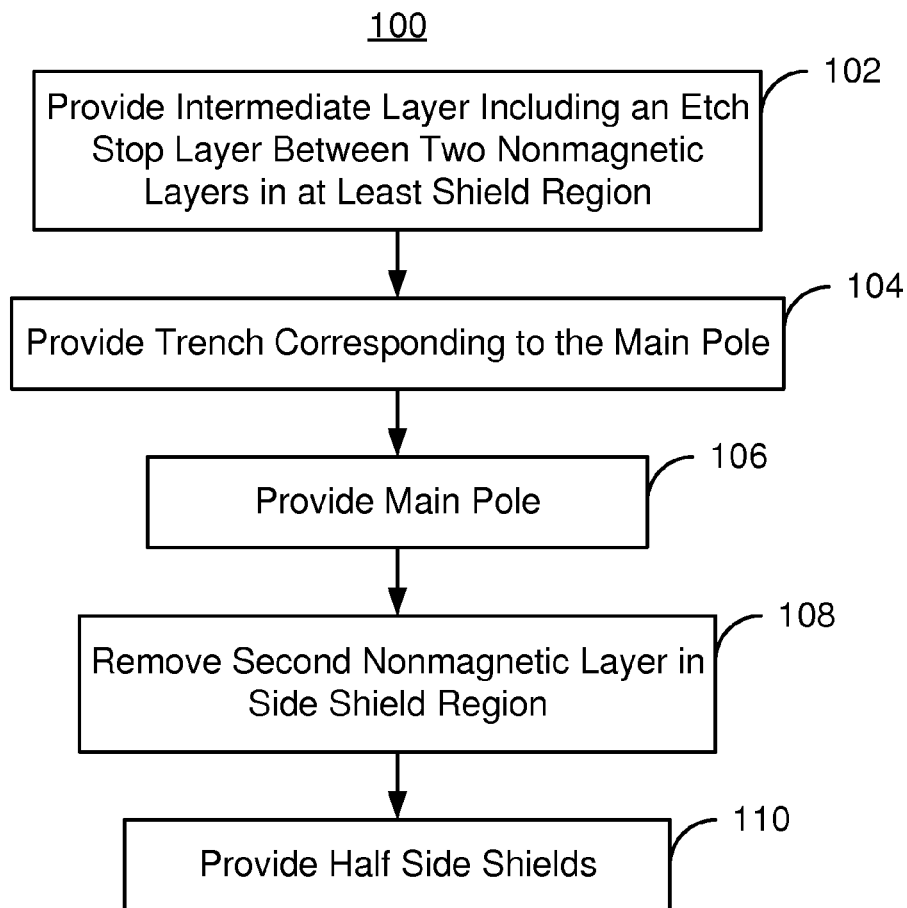 100
102
Provide Intermediate Layer Including an Etch
Stop Layer Between Two Nonmagnetic
Layers in at Least Shield Region
104
Provide Trench Corresponding to the Main Pole
106
Provide Main Pole
108
Remove Second Nonmagnetic Layer in
Side Shield Region
110
Provide Half Side Shields